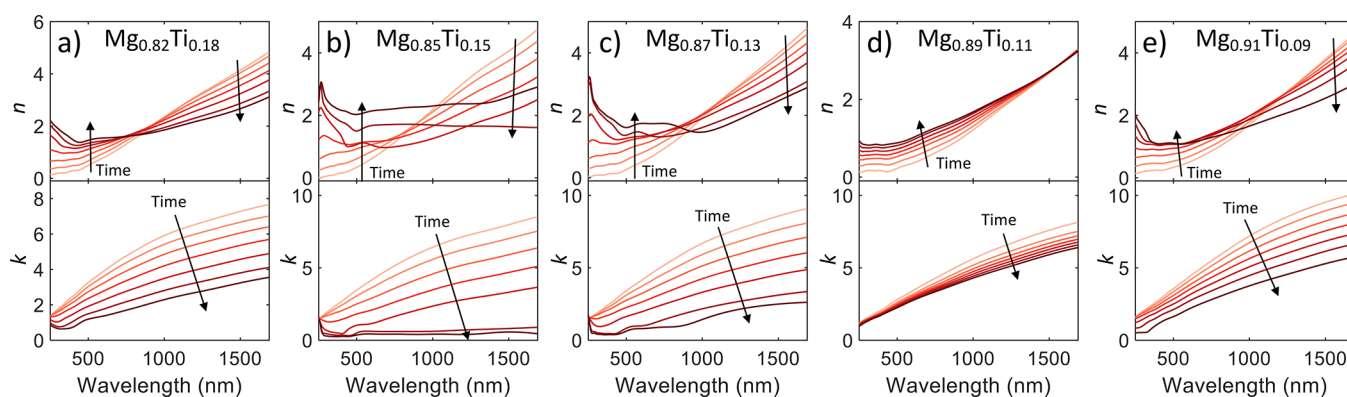 a) Mg0.82Ti0.18
b) Mg0.85Ti0.15
c) Mg0.87Ti0.13
d) Mg0.89Ti0.11
e) Mg0.91Ti0.09
n
6
4
2
0
Time
n
4
2
0
Time
n
4
2
0
Time
n
4
2
0
Time
n
4
2
0
Time
k
8
6
4
2
0
Time
k
10
5
0
Time
k
10
5
0
Time
k
10
5
0
Time
k
10
5
0
Time
500 1000 1500
500 1000 1500
500 1000 1500
500 1000 1500
500 1000 1500
Wavelength (nm)
Wavelength (nm)
Wavelength (nm)
Wavelength (nm)
Wavelength (nm)